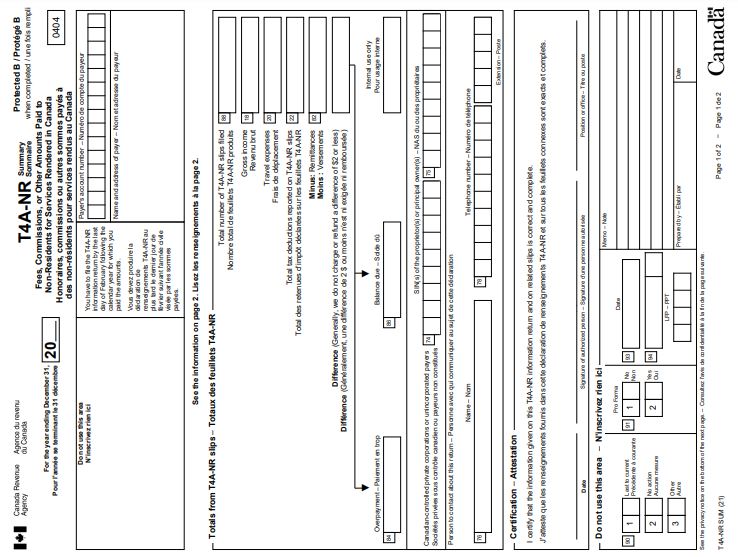 Canada Revenue Agence du revenu
Agency du Canada
T4A-NR Summary
Sommaire
Protected B / Protégé B
when completed / une fois rempli
For the year ending December 31,
Pour l'année se terminant le 31 décembre
20
Fees, Commissions, or Other Amounts Paid to
Non-Residents for Services Rendered in Canada
Honoraires, commissions ou autres sommes payés à
des non-résidents pour services rendus au Canada
0404
Do not use this area
N'inscrivez rien ici
You have to file the T4A-NR
information return by the last
day of February following the
calendar year for which you
paid the amounts.
Vous devez produire la
déclaration de
renseignements T4A-NR au
plus tard le dernier jour de
février suivant l'année civile
visée par les sommes
payées.
Payer's account number – Numéro de compte du payeur
Name and address of payer – Nom et adresse du payeur
See the information on page 2. Lisez les renseignements à la page 2.
Totals from T4A-NR slips – Totaux des feuillets T4A-NR
Total number of T4A-NR slips filed
Nombre total de feuillets T4A-NR produits
88
Gross income
Revenu brut
18
Travel expenses
Frais de déplacement
20
Total tax deductions reported on T4A-NR slips
Total des retenues d'impôt déclarées sur les feuillets T4A-NR
22
Minus: Remittances
Moins : Versements
82
Difference (Generally, we do not charge or refund a difference of $2 or less)
Différence (Généralement, une différence de 2 $ ou moins n'est ni exigée ni remboursée)
Overpayment – Paiement en trop
84
Balance due – Solde dû
86
Internal use only
Pour usage interne
SIN(s) of the proprietor(s) or principal owner(s) – NAS du ou des propriétaires
Canadian-controlled private corporations or unincorporated payers
Sociétés privées sous contrôle canadien ou payeurs non constitués
74
75
Person to contact about this return – Personne avec qui communiquer au sujet de cette déclaration
Name – Nom
76
Telephone number – Numéro de téléphone
78
Extension – Poste
Certification – Attestation
I certify that the information given on this T4A-NR information return and on related slips is correct and complete.
J'atteste que les renseignements fournis dans cette déclaration de renseignements T4A-NR et sur tous les feuillets connexes sont exacts et complets.
Date
Signature of authorized person – Signature d'une personne autorisée
Position or office – Titre ou poste
Do not use this area – N'inscrivez rien ici
90
1 Last to current
Précédente à courante
2 No action
Aucune mesure
3 Other
Autre
Pro Forma
91
1 No
Non
2 Yes
Oui
Date
93
94
LFP – PPT
Memo – Note
Prepared by – Établi par
Date
See the privacy notice on the bottom of the next page. – Consultez l'avis de confidentialité à la fin de la page suivante.
T4A-NR SUM (21)
Page 1 of 2 – Page 1 de 2
Canada